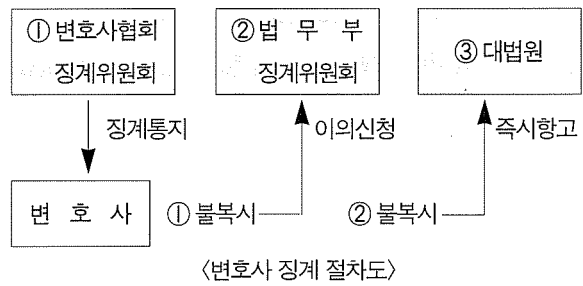 ① 변호사협회
징계위원회
② 법 무 부
징계위원회
③ 대법원
징계통지
이의신청
즉시항고
변 호 사
① 불복시
② 불복시
〈변호사 징계 절차도〉